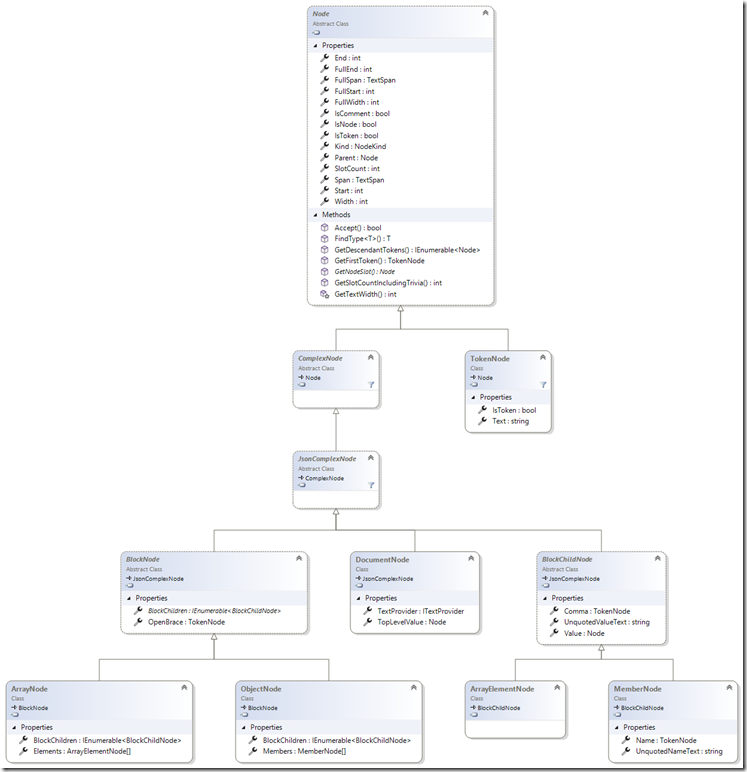 Node
Abstract Class
Properties
End : int
FullEnd : int
FullSpan : TextSpan
FullStart : int
FullWidth : int
IsComment : bool
IsNode : bool
IsToken : bool
Kind : NodeKind
Parent : Node
SlotCount : int
Span : TextSpan
Start : int
Width : int
Methods
Accept() : bool
FindType<T>() : T
GetDescendantTokens() : IEnumerable<Node>
GetFirstToken() : TokenNode
GetNodeSlot() : Node
GetSlotCountIncludingTrivia() : int
GetTextWidth() : int
ComplexNode
Abstract Class
Node
TokenNode
Class
Node
Properties
IsToken : bool
Text : string
JsonComplexNode
Abstract Class
ComplexNode
BlockNode
Abstract Class
JsonComplexNode
Properties
BlockChildren : IEnumerable<BlockChildNode>
OpenBrace : TokenNode
DocumentNode
Class
JsonComplexNode
Properties
TextProvider : ITextProvider
TopLevelValue : Node
BlockChildNode
Abstract Class
JsonComplexNode
Properties
Comma : TokenNode
UnquotedValueText : string
Value : Node
ArrayNode
Class
BlockNode
Properties
BlockChildren : IEnumerable<BlockChildNode>
Elements : ArrayElementNode[]
ObjectNode
Class
BlockNode
Properties
BlockChildren : IEnumerable<BlockChildNode>
Members : MemberNode[]
ArrayElementNode
Class
BlockChildNode
MemberNode
Class
BlockChildNode
Properties
Name : TokenNode
UnquotedNameText : string